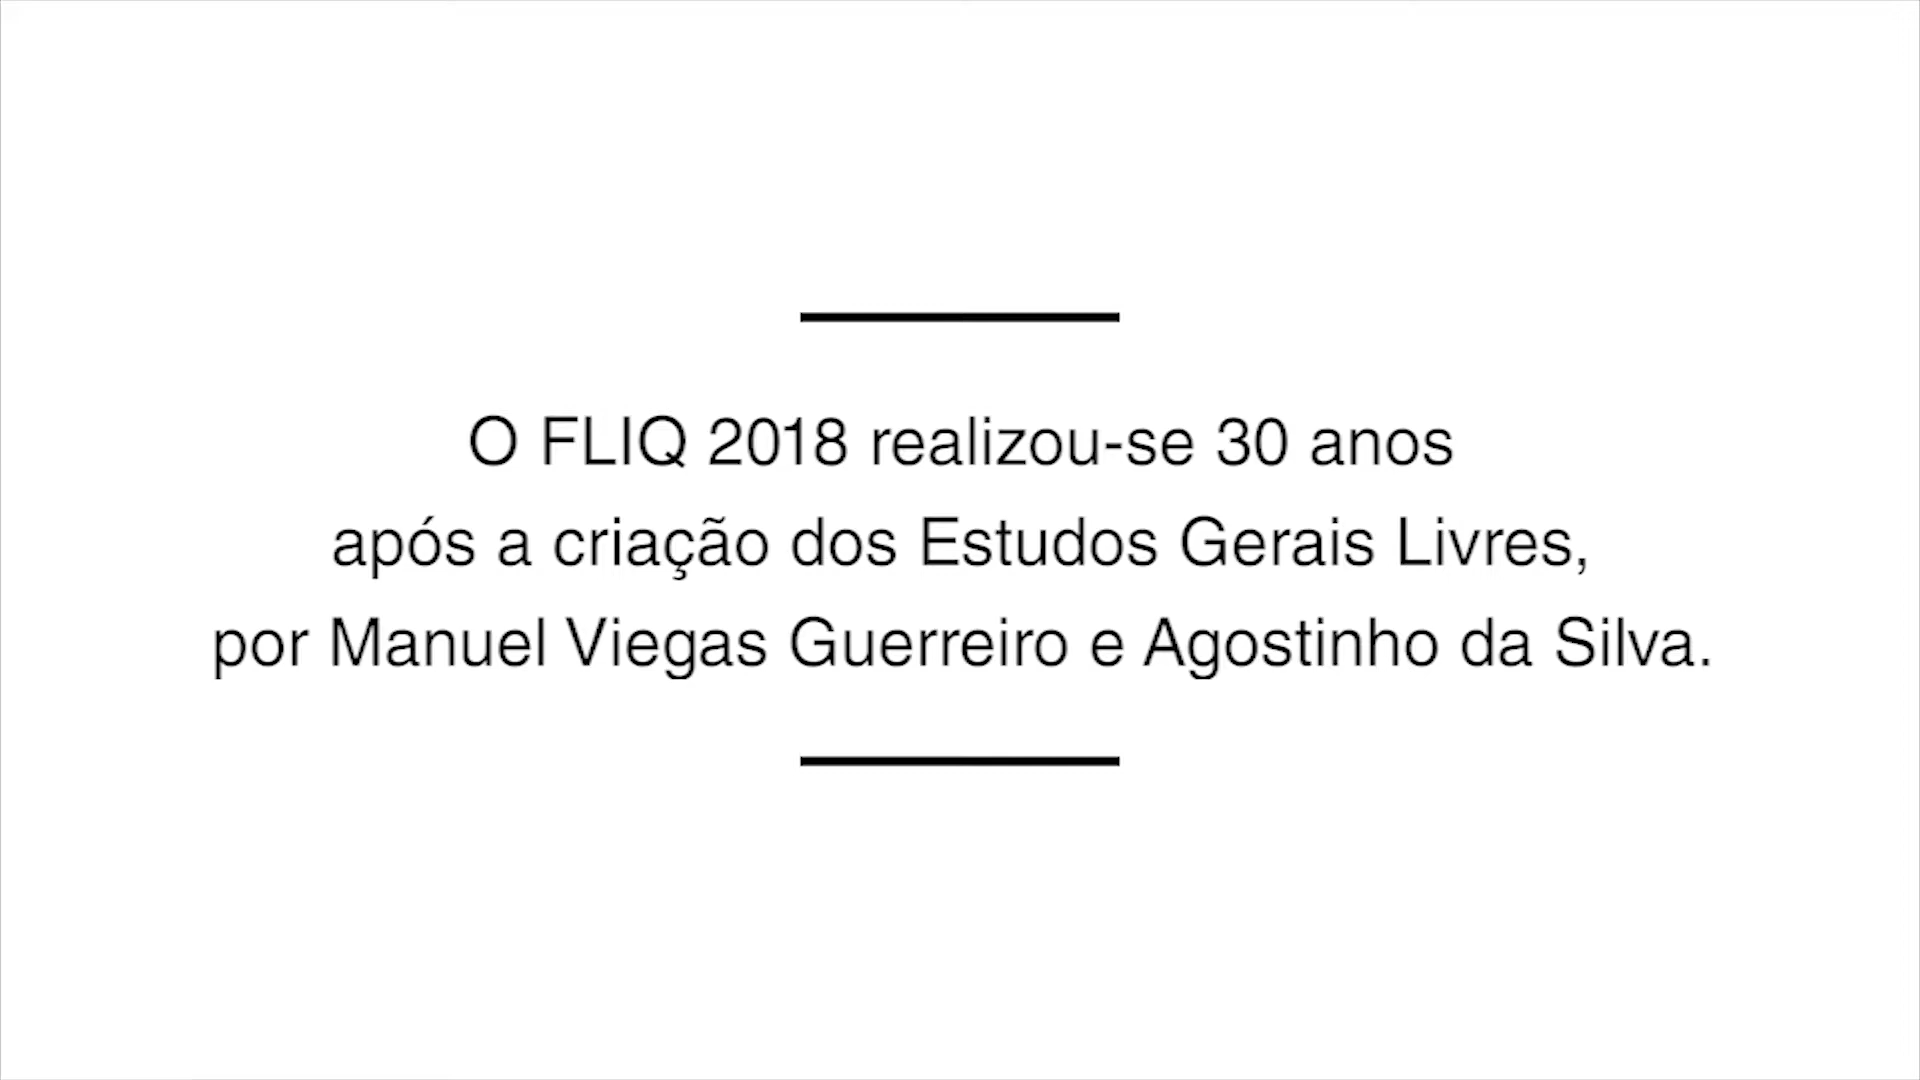 O FLIQ 2018 realizou-se 30 anos
após a criação dos Estudos Gerais Livres,
por Manuel Viegas Guerreiro e Agostinho da Silva.